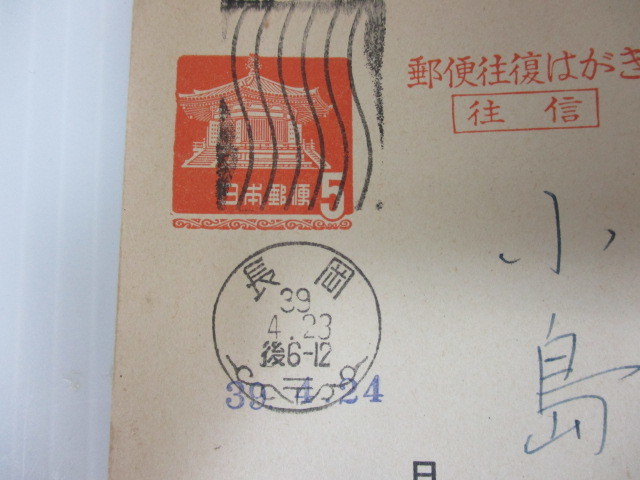 日本郵便 5
郵便往復はがき
往信
長岡
39
4.23
後6-12
39 4.24
小島
日